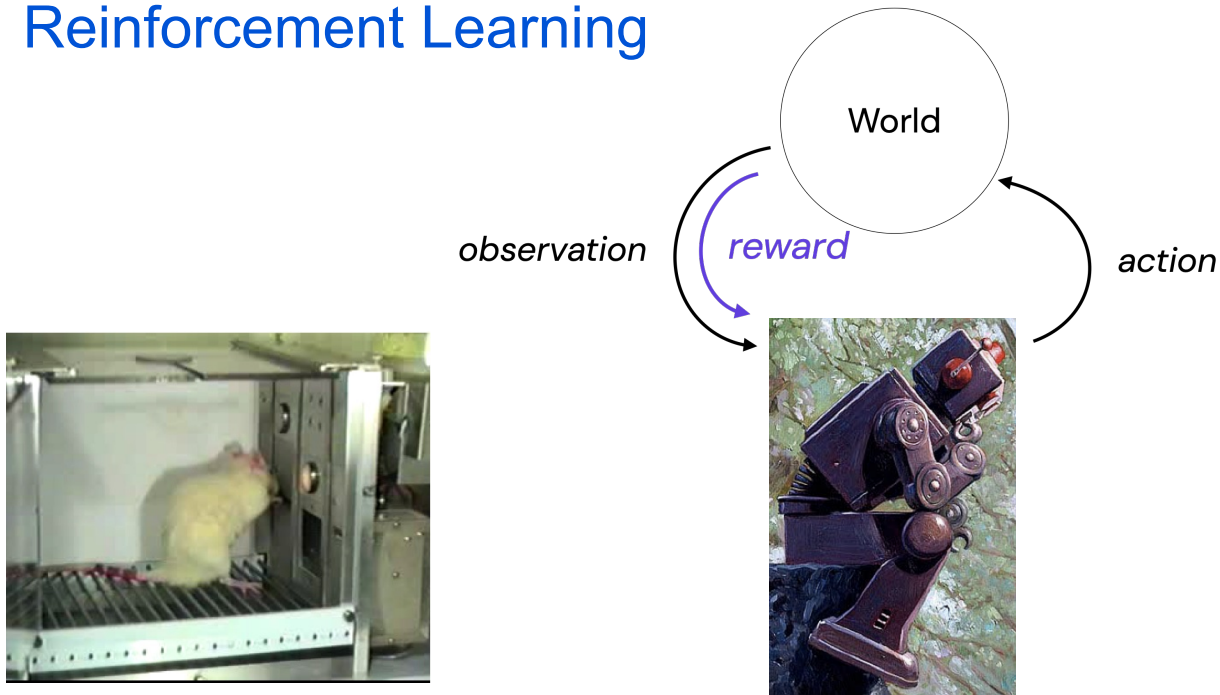 Reinforcement Learning
World
observation
reward
action